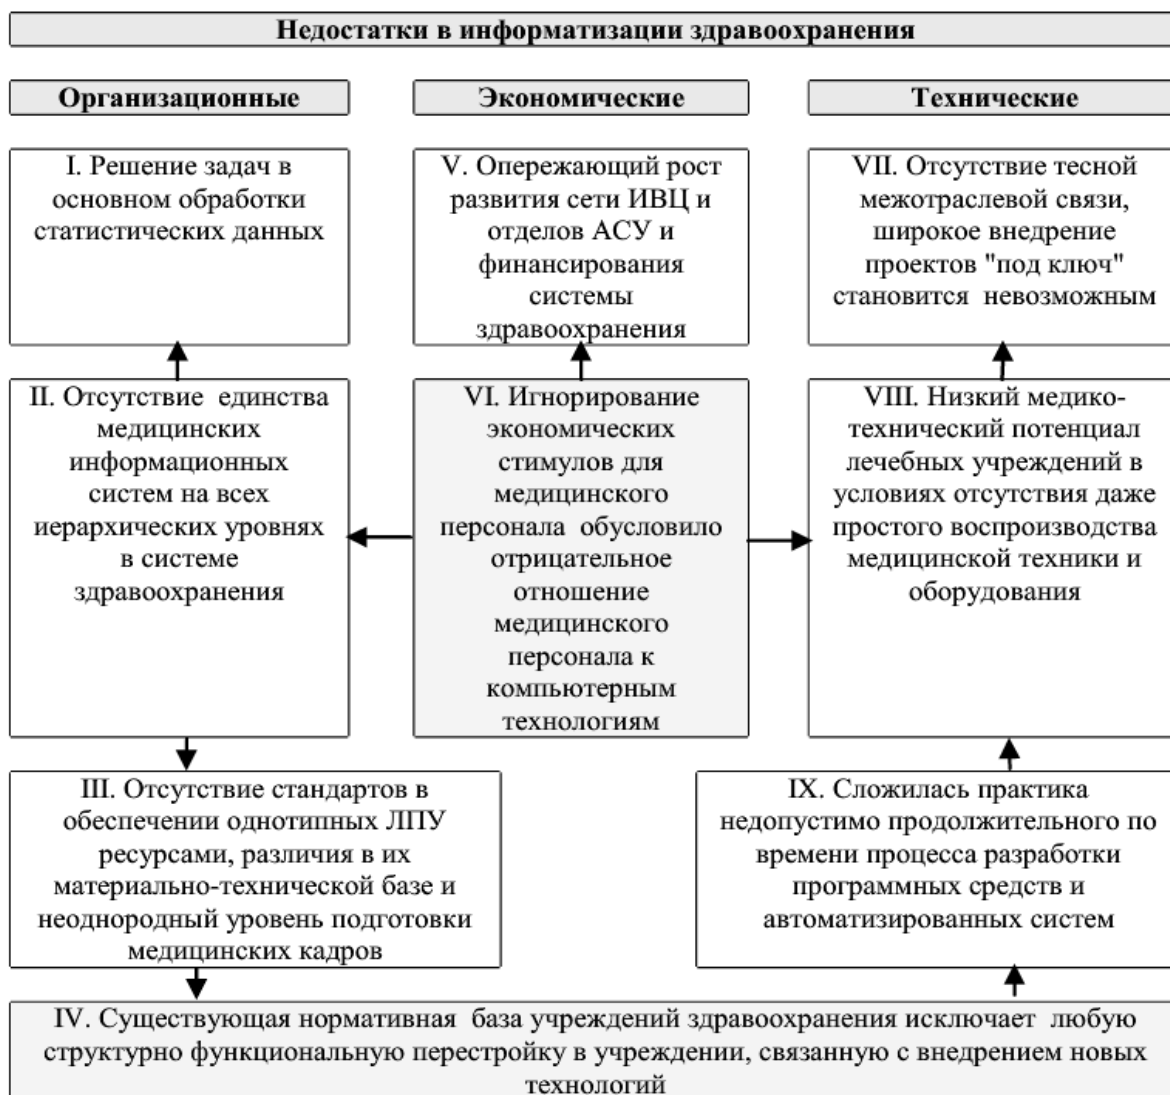 Недостатки в информатизации здравоохранения
Организационные
Экономические
Технические
I. Решение задач в
основном обработки
статистических данных
V. Опережающий рост
развития сети ИВЦ и
отделов АСУ и
финансирования
системы
здравоохранения
VII. Отсутствие тесной
межотраслевой связи,
широкое внедрение
проектов "под ключ"
становится невозможным
II. Отсутствие единства
медицинских
информационных
систем на всех
иерархических уровнях
в системе
здравоохранения
VI. Игнорирование
экономических
стимулов для
медицинского
персонала обусловило
отрицательное
отношение
медицинского
персонала к
компьютерным
технологиям
VIII. Низкий медико-
технический потенциал
лечебных учреждений в
условиях отсутствия даже
простого воспроизводства
медицинской техники и
оборудования
III. Отсутствие стандартов в
обеспечении однотипных ЛПУ
ресурсами, различия в их
материально-технической базе и
неоднородный уровень подготовки
медицинских кадров
IX. Сложилась практика
недопустимо продолжительного по
времени процесса разработки
программных средств и
автоматизированных систем
IV. Существующая нормативная база учреждений здравоохранения исключает любую
структурно функциональную перестройку в учреждении, связанную с внедрением новых
технологий